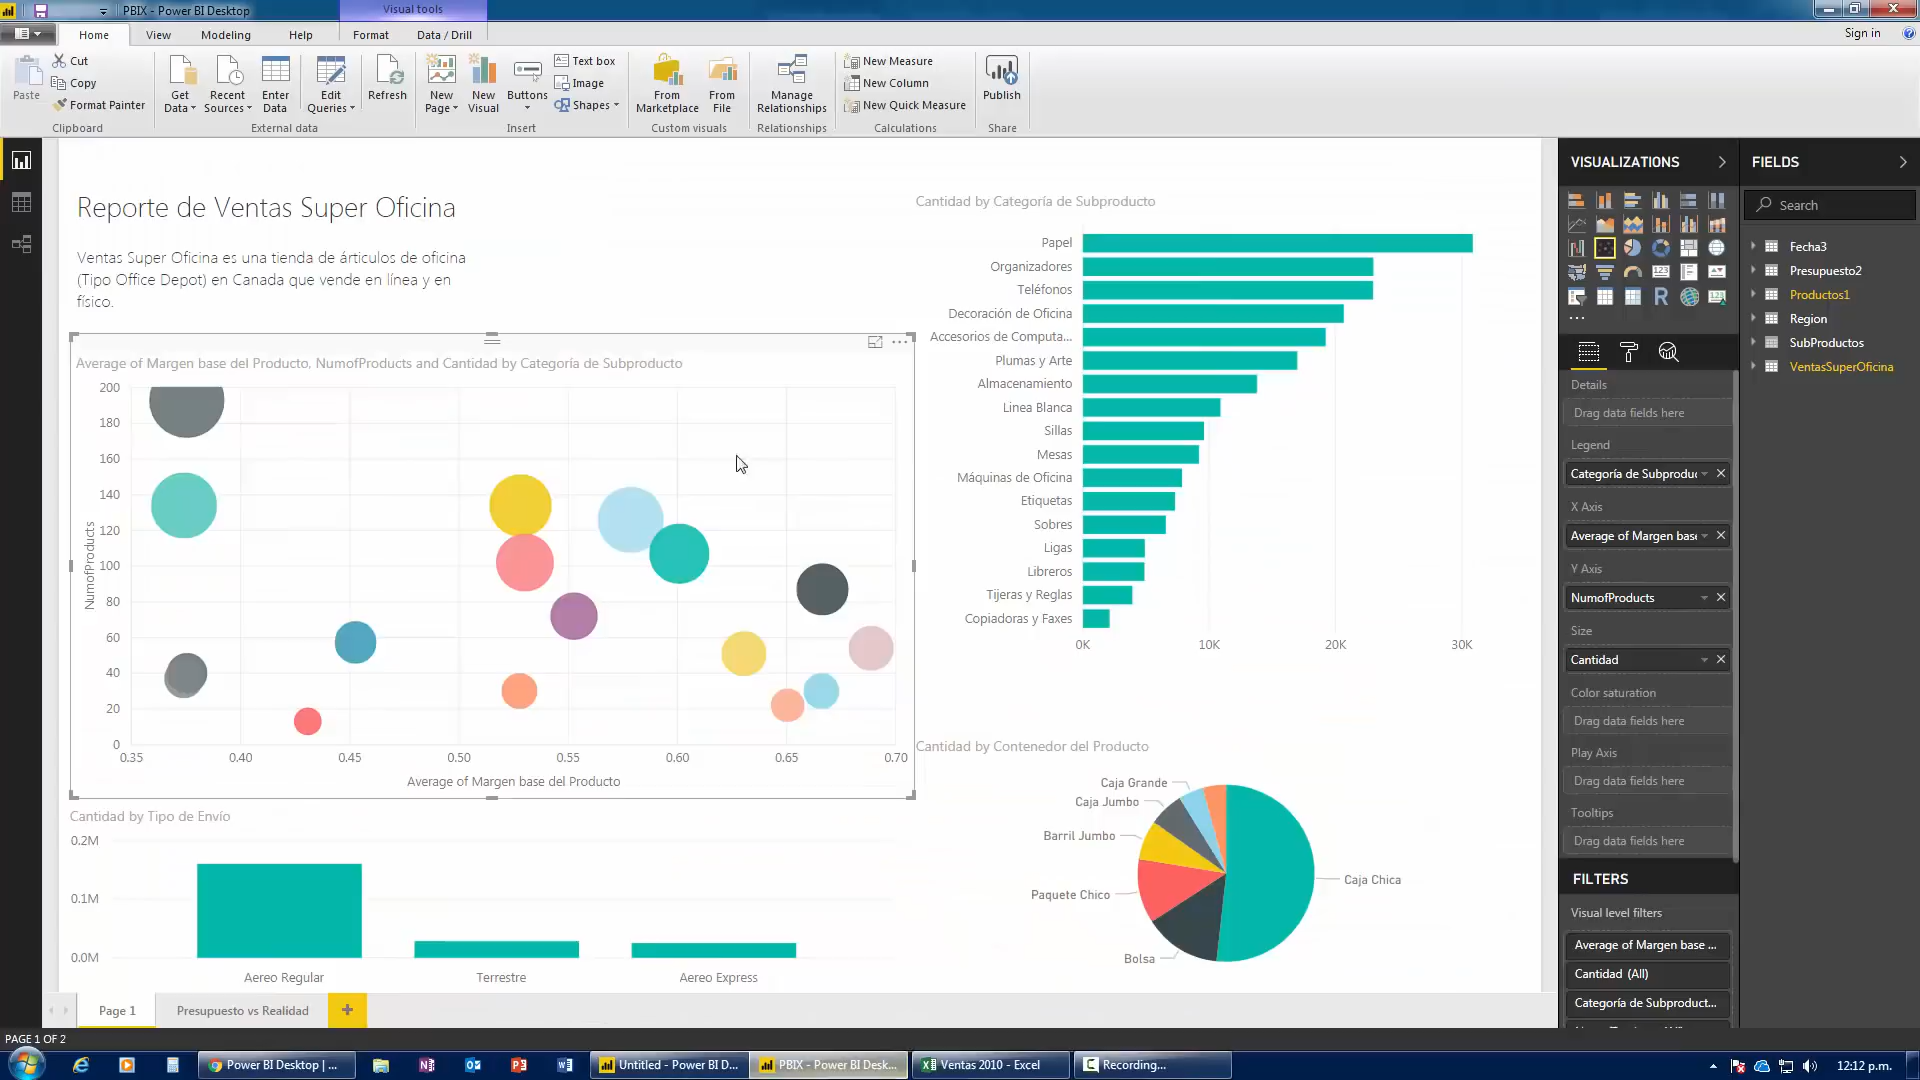 PBIX - Power BI Desktop
Visual tools
Home
View
Modeling
Help
Format
Data / Drill
Sign in
Paste
Cut
Copy
Format Painter
Clipboard
Get
Data
Recent
Sources
Enter
Data
Edit
Queries
Refresh
External data
New
Page
New
Visual
Buttons
Text box
Image
Shapes
Insert
From
Marketplace
From
File
Custom visuals
Manage
Relationships
Relationships
New Measure
New Column
New Quick Measure
Calculations
Publish
Share
Reporte de Ventas Super Oficina
Ventas Super Oficina es una tienda de árticulos de oficina
(Tipo Office Depot) en Canada que vende en línea y en
físico.
Average of Margen base del Producto, NumofProducts and Cantidad by Categoría de Subproducto
NumofProducts
200
180
160
140
120
100
80
60
40
20
0
0.35
0.40
0.45
0.50
0.55
0.60
0.65
0.70
Average of Margen base del Producto
Cantidad by Tipo de Envío
0.2M
0.1M
0.0M
Aereo Regular
Terrestre
Aereo Express
Cantidad by Categoría de Subproducto
Papel
Organizadores
Teléfonos
Decoración de Oficina
Accesorios de Computa...
Plumas y Arte
Almacenamiento
Linea Blanca
Sillas
Mesas
Máquinas de Oficina
Etiquetas
Sobres
Ligas
Libreros
Tijeras y Reglas
Copiadoras y Faxes
0K
10K
20K
30K
Cantidad by Contenedor del Producto
Caja Grande
Caja Jumbo
Barril Jumbo
Paquete Chico
Bolsa
Caja Chica
VISUALIZATIONS
Details
Drag data fields here
Legend
Categoría de Subproduc
X Axis
Average of Margen base
Y Axis
NumofProducts
Size
Cantidad
Color saturation
Drag data fields here
Play Axis
Drag data fields here
Tooltips
Drag data fields here
FILTERS
Visual level filters
Average of Margen base ...
Cantidad (All)
Categoría de Subproduct...
FIELDS
Search
Fecha3
Presupuesto2
Productos1
Region
SubProductos
VentasSuperOficina
Page 1
Presupuesto vs Realidad
PAGE 1 OF 2
Power BI Desktop | ...
Untitled - Power BI D...
PBIX - Power BI Desk...
Ventas 2010 - Excel
Recording...
12:12 p.m.